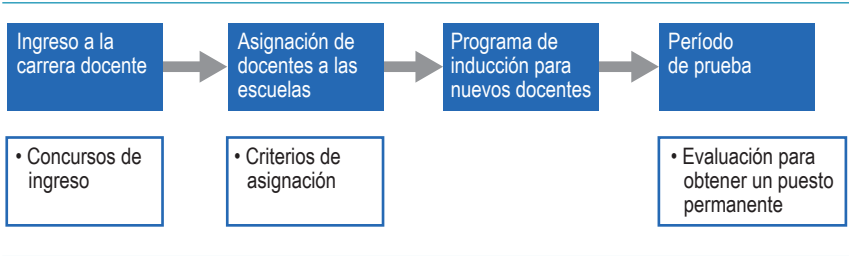 Ingreso a la
carrera docente
Asignación de
docentes a las
escuelas
Programa de
inducción para
nuevos docentes
Período
de prueba
• Concursos de
ingreso
• Criterios de
asignación
• Evaluación para
obtener un puesto
permanente